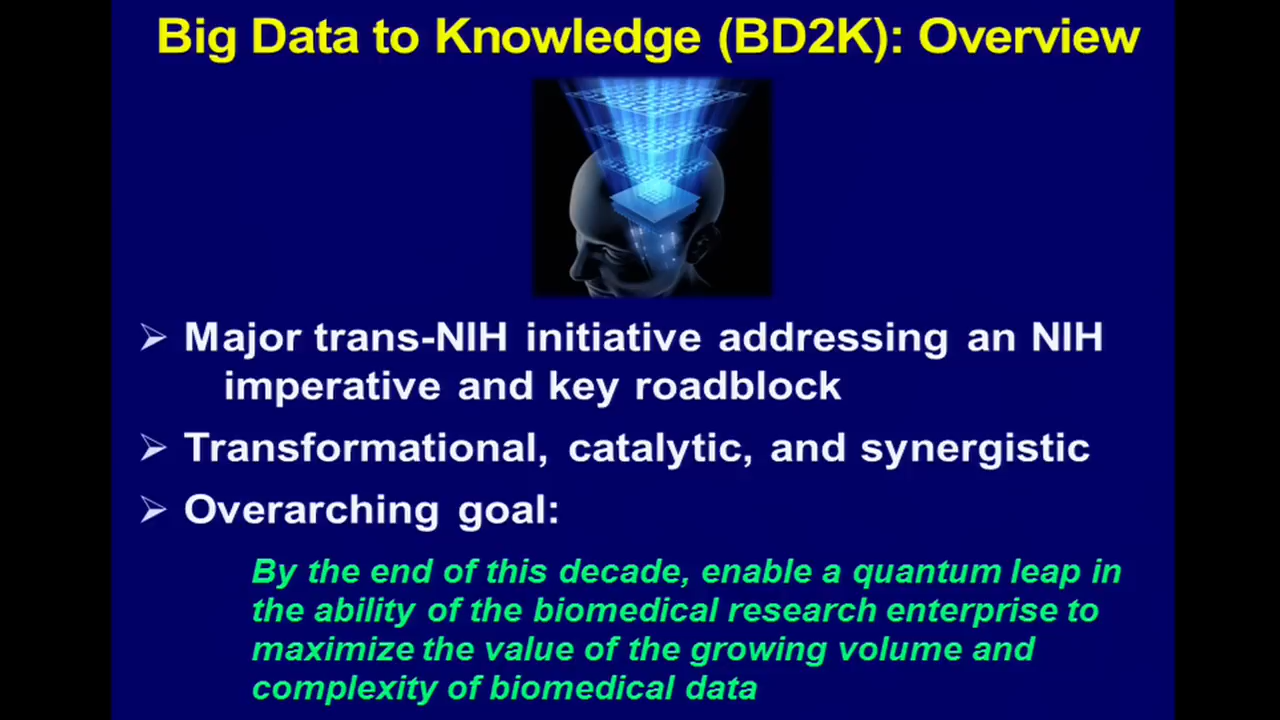 Big Data to Knowledge (BD2K): Overview
➢ Major trans-NIH initiative addressing an NIH
imperative and key roadblock
➢ Transformational, catalytic, and synergistic
➢ Overarching goal:
By the end of this decade, enable a quantum leap in
the ability of the biomedical research enterprise to
maximize the value of the growing volume and
complexity of biomedical data